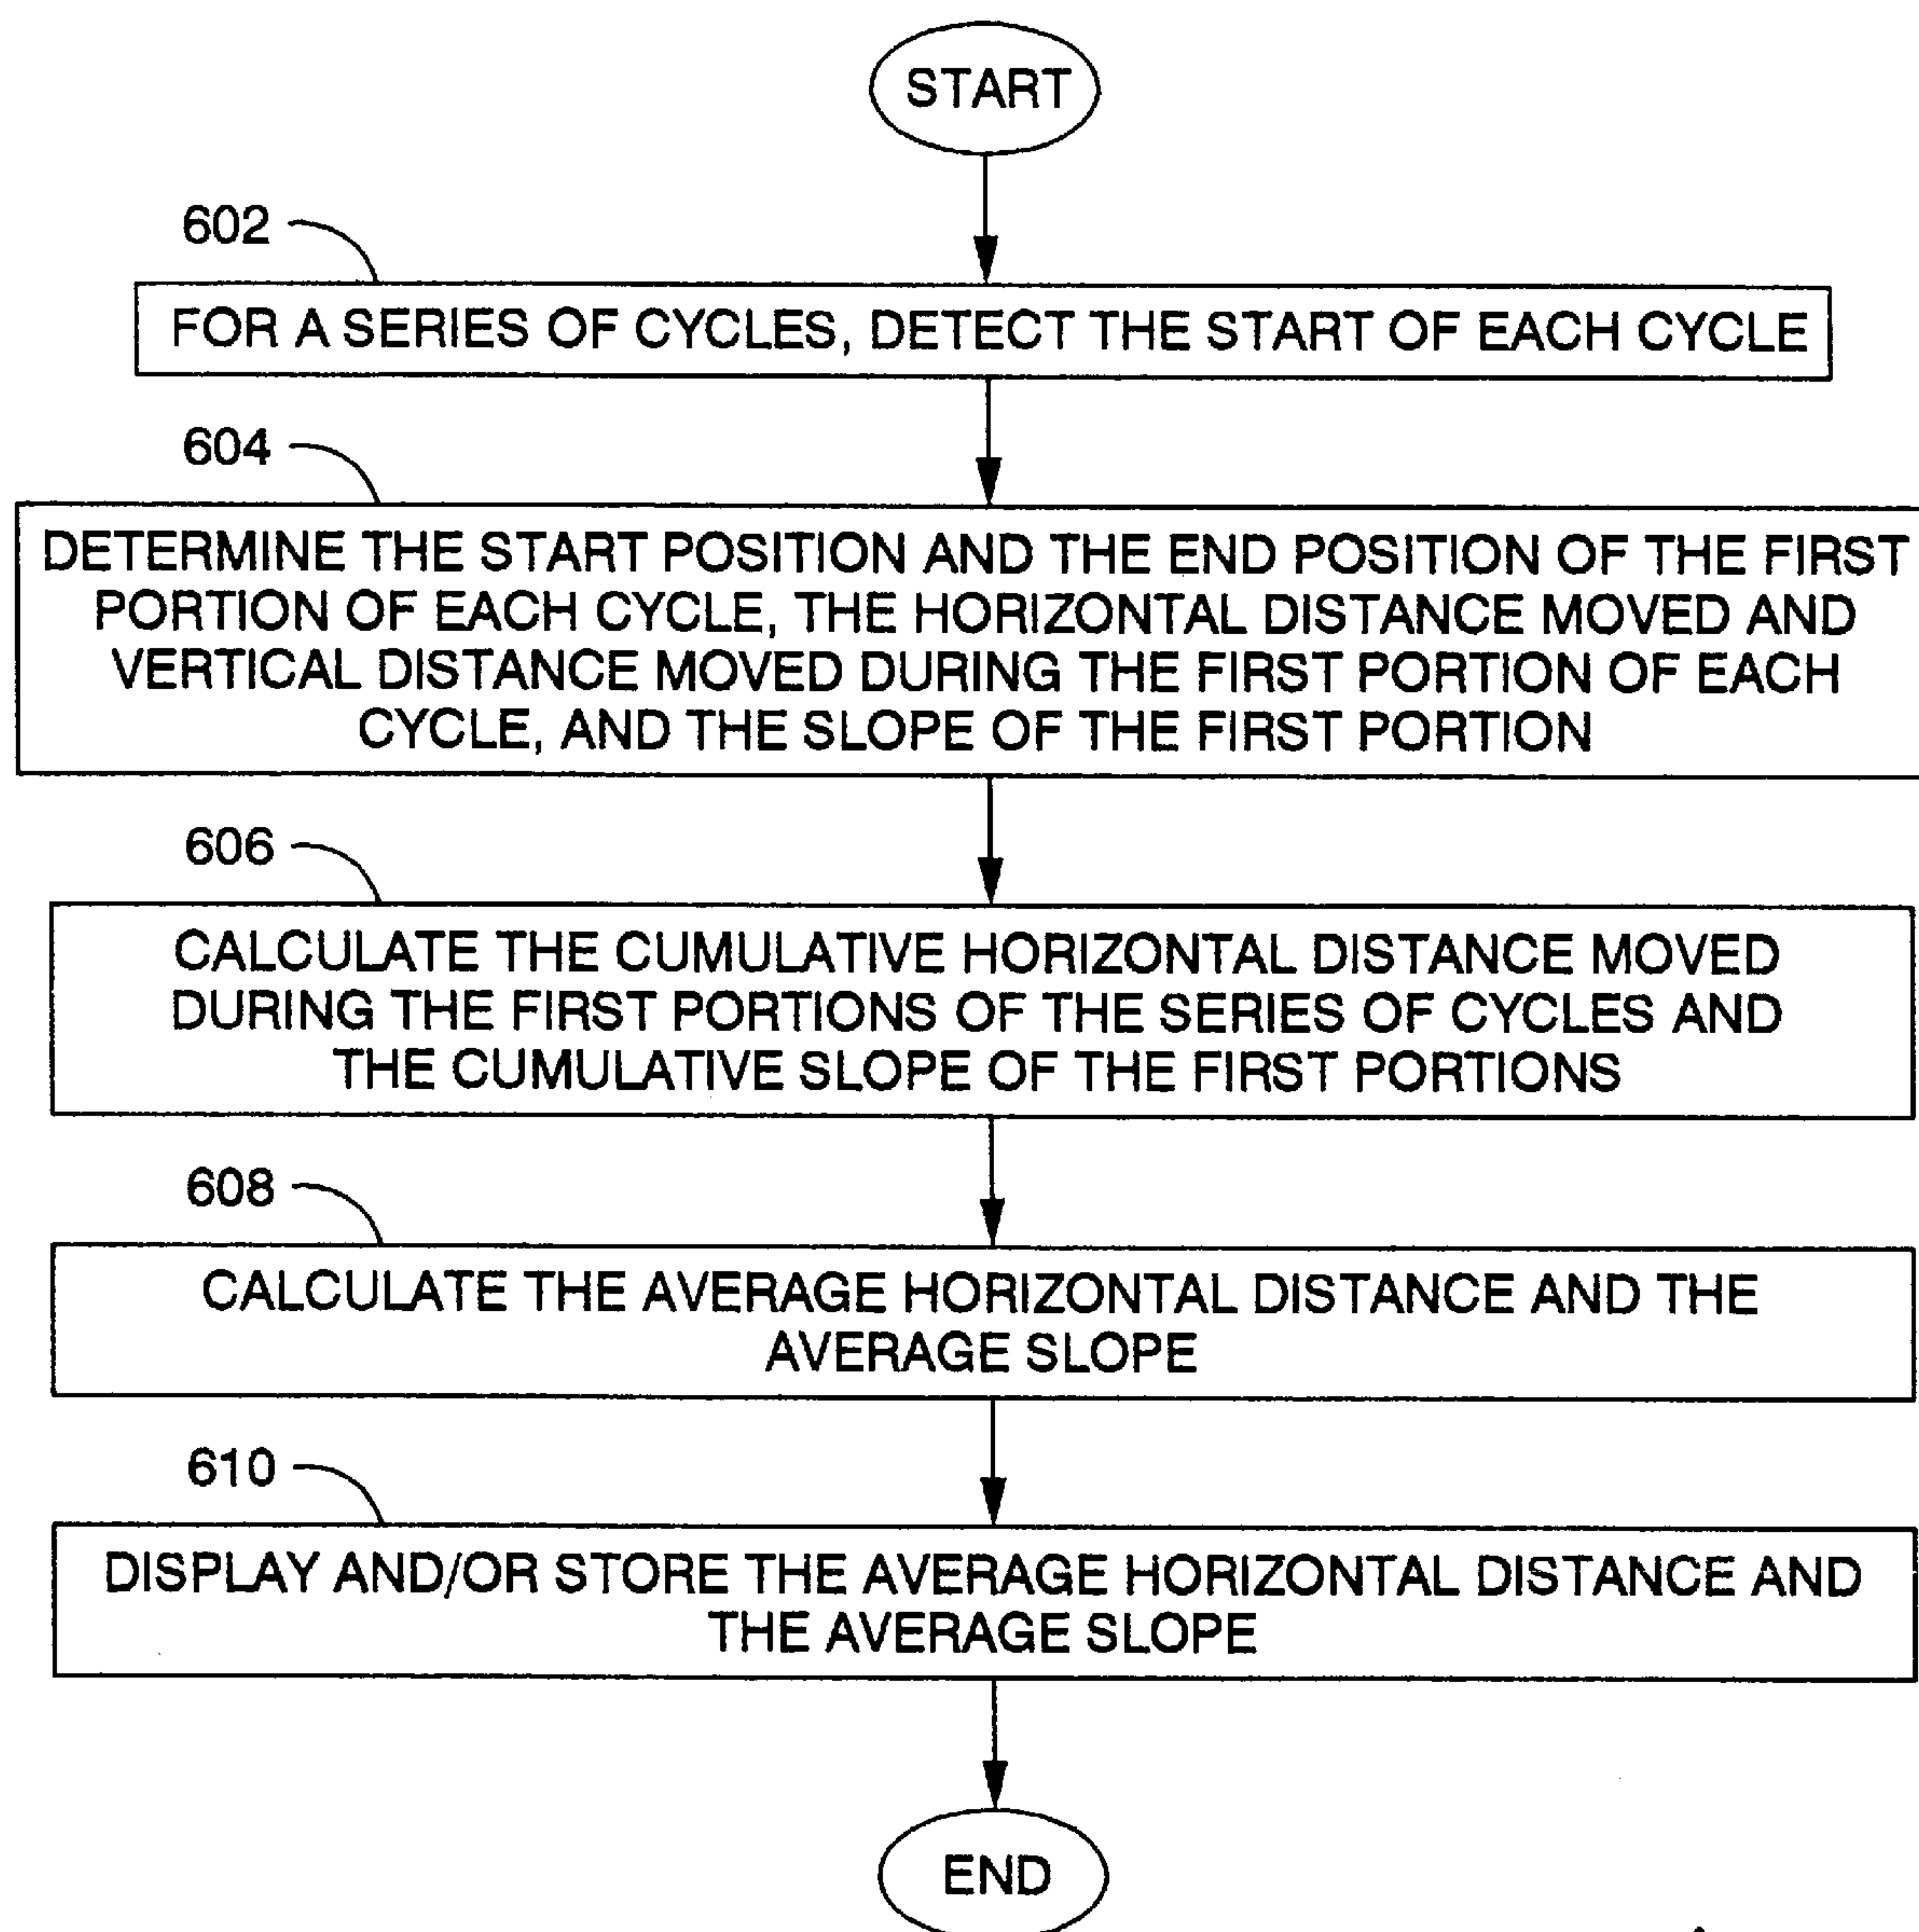 START
602
FOR A SERIES OF CYCLES, DETECT THE START OF EACH CYCLE
604
DETERMINE THE START POSITION AND THE END POSITION OF THE FIRST
PORTION OF EACH CYCLE, THE HORIZONTAL DISTANCE MOVED AND
VERTICAL DISTANCE MOVED DURING THE FIRST PORTION OF EACH
CYCLE, AND THE SLOPE OF THE FIRST PORTION
606
CALCULATE THE CUMULATIVE HORIZONTAL DISTANCE MOVED
DURING THE FIRST PORTIONS OF THE SERIES OF CYCLES AND
THE CUMULATIVE SLOPE OF THE FIRST PORTIONS
608
CALCULATE THE AVERAGE HORIZONTAL DISTANCE AND THE
AVERAGE SLOPE
610
DISPLAY AND/OR STORE THE AVERAGE HORIZONTAL DISTANCE AND
THE AVERAGE SLOPE
END